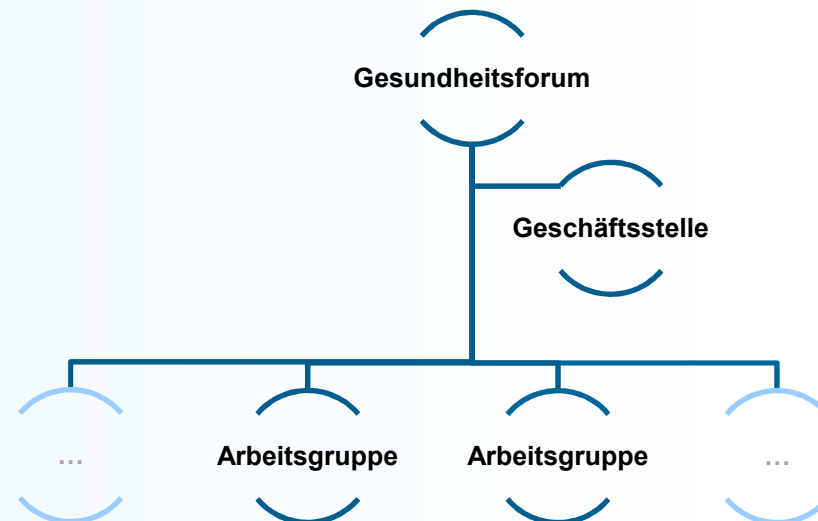 Gesundheitsforum
Geschäftsstelle
... Arbeitsgruppe Arbeitsgruppe ...